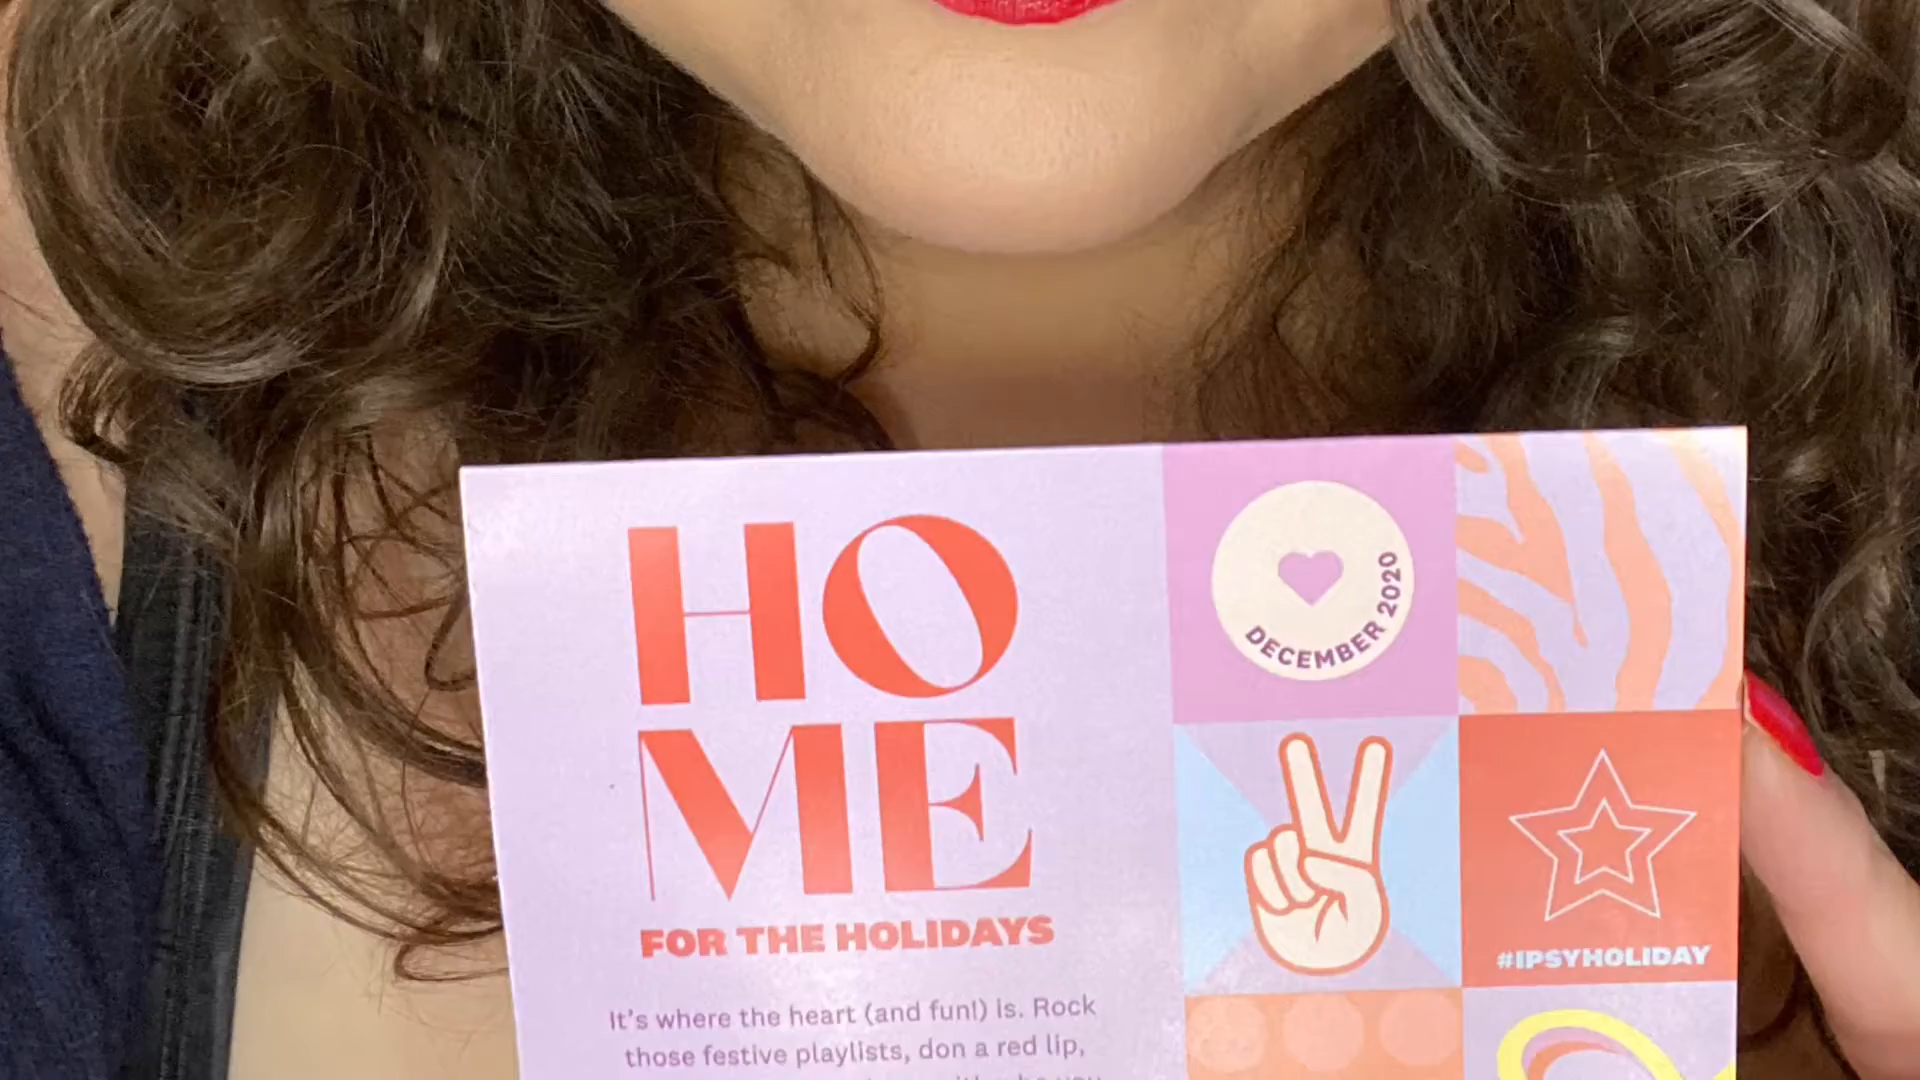 HO
ME
FOR THE HOLIDAYS
It's where the heart (and fun!) is. Rock
those festive playlists, don a red lip,
DECEMBER 2020
#IPSYHOLIDAY